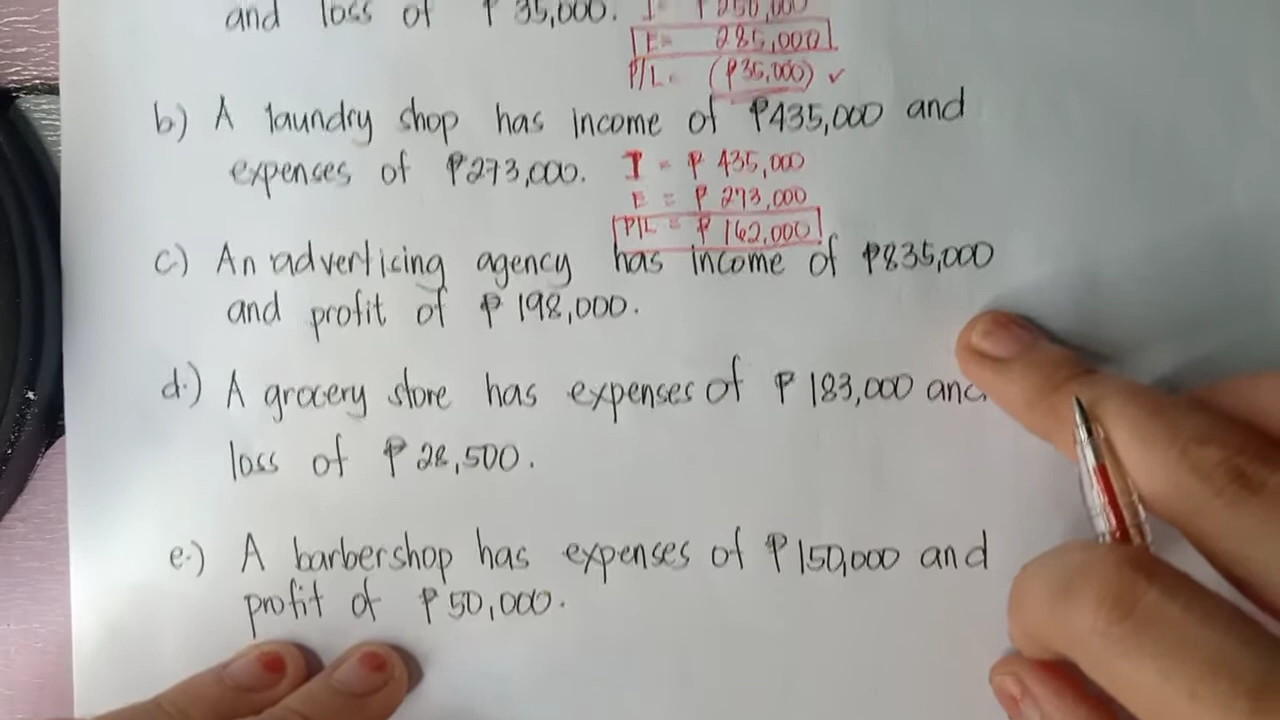 and loss of ₱35,000. I = ₱250,000
E = 285,000
P/L = (₱35,000) ✓
b) A laundry shop has income of ₱435,000 and
expenses of ₱273,000. I = ₱ 435,000
E = ₱ 273,000
P/L = ₱ 162,000
c) An advertising agency has income of ₱835,000
and profit of ₱ 198,000.
d.) A grocery store has expenses of ₱ 183,000 and
loss of ₱ 28,500.
e.) A barbershop has expenses of ₱150,000 and
profit of ₱50,000.